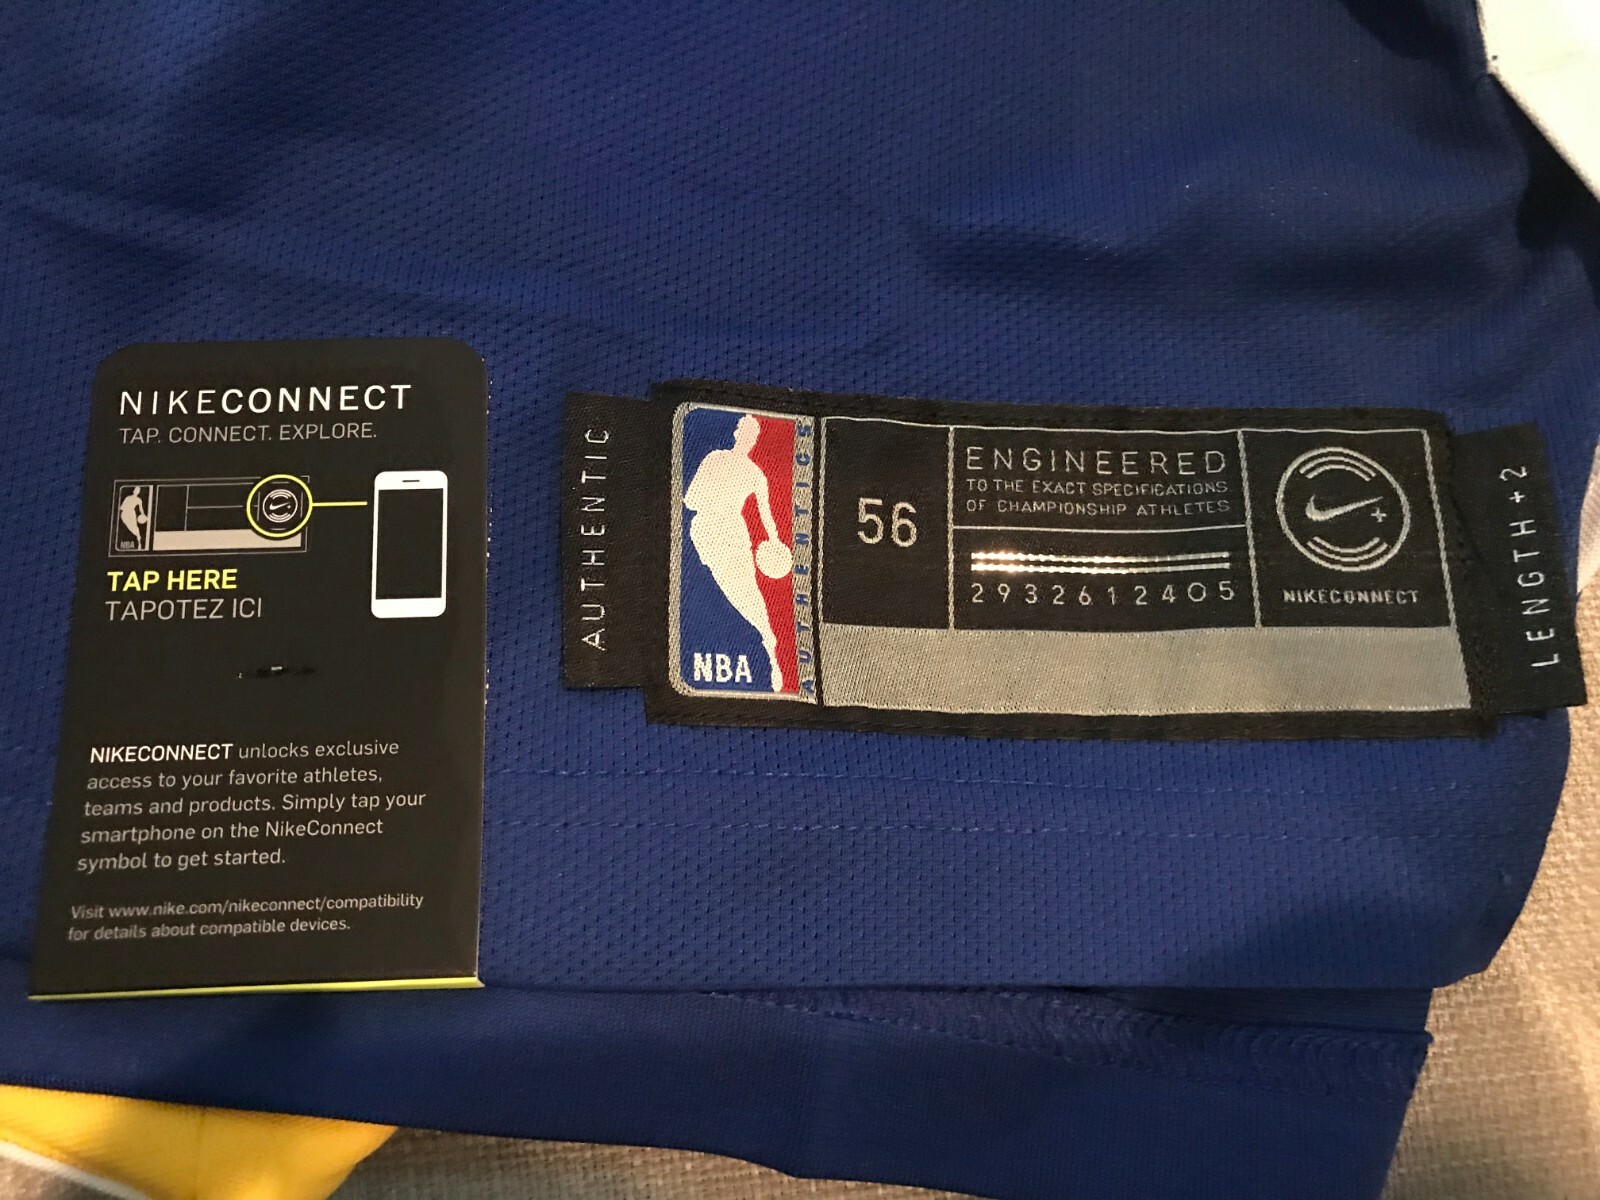 NIKECONNECT
TAP. CONNECT. EXPLORE.
NBA
TAP HERE
TAPOTEZ ICI
NIKECONNECT unlocks exclusive
access to your favorite athletes,
teams and products. Simply tap your
smartphone on the NikeConnect
symbol to get started.
Visit www.nike.com/nikeconnect/compatibility
for details about compatible devices.
AUTHENTIC
NBA
AUTHENTICS
56
ENGINEERED
TO THE EXACT SPECIFICATIONS
OF CHAMPIONSHIP ATHLETES
2932612405
NIKECONNECT
LENGTH+2